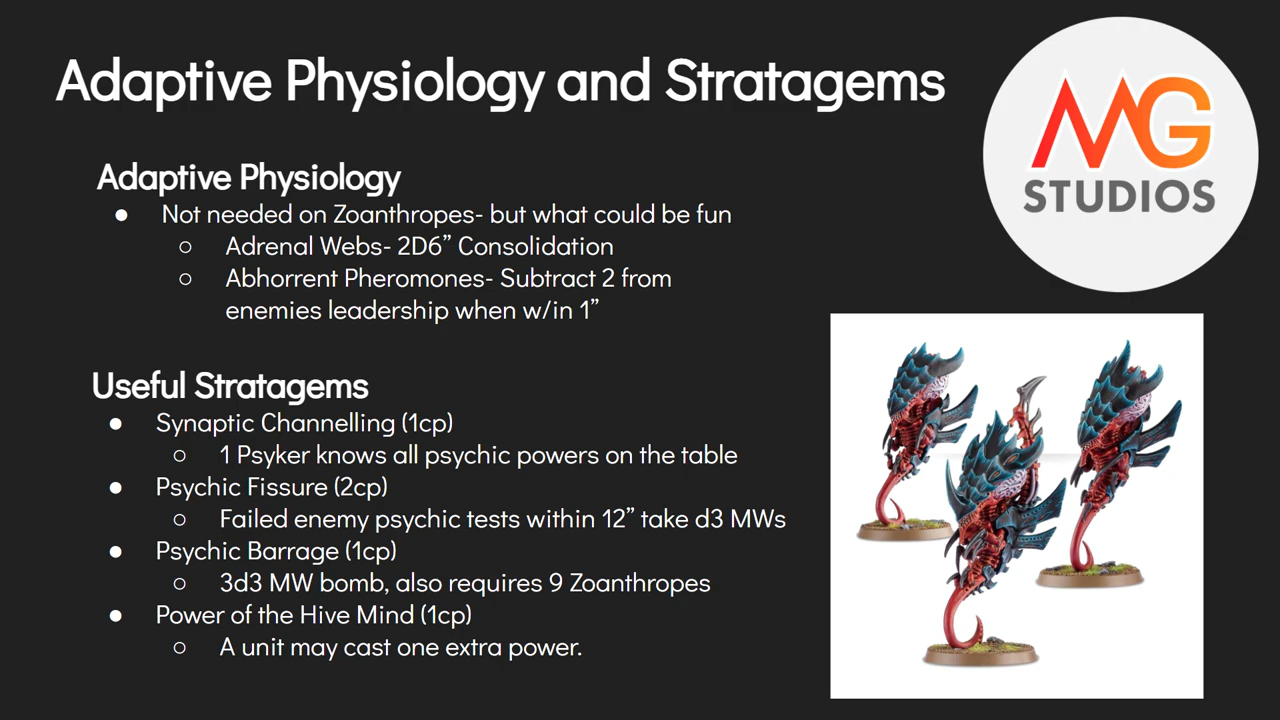 Adaptive Physiology and Stratagems
MG
STUDIOS
Adaptive Physiology
● Not needed on Zoanthropes- but what could be fun
○ Adrenal Webs- 2D6” Consolidation
○ Abhorrent Pheromones- Subtract 2 from
enemies leadership when w/in 1”
Useful Stratagems
● Synaptic Channelling (1cp)
○ 1 Psyker knows all psychic powers on the table
● Psychic Fissure (2cp)
○ Failed enemy psychic tests within 12” take d3 MWs
● Psychic Barrage (1cp)
○ 3d3 MW bomb, also requires 9 Zoanthropes
● Power of the Hive Mind (1cp)
○ A unit may cast one extra power.